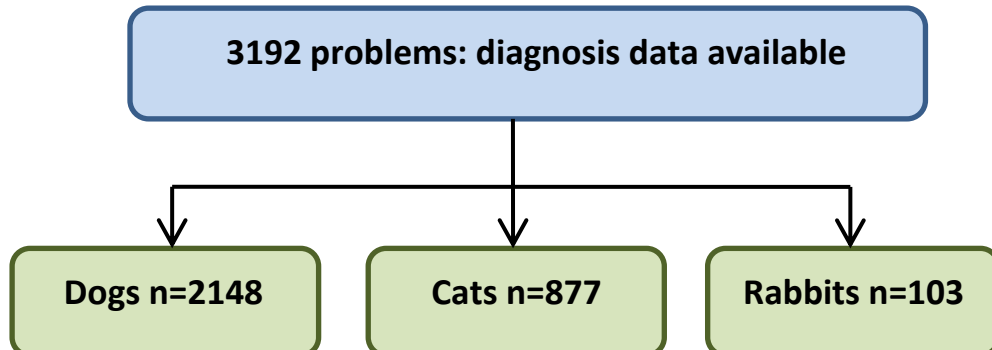 3192 problems: diagnosis data available
Dogs n=2148
Cats n=877
Rabbits n=103